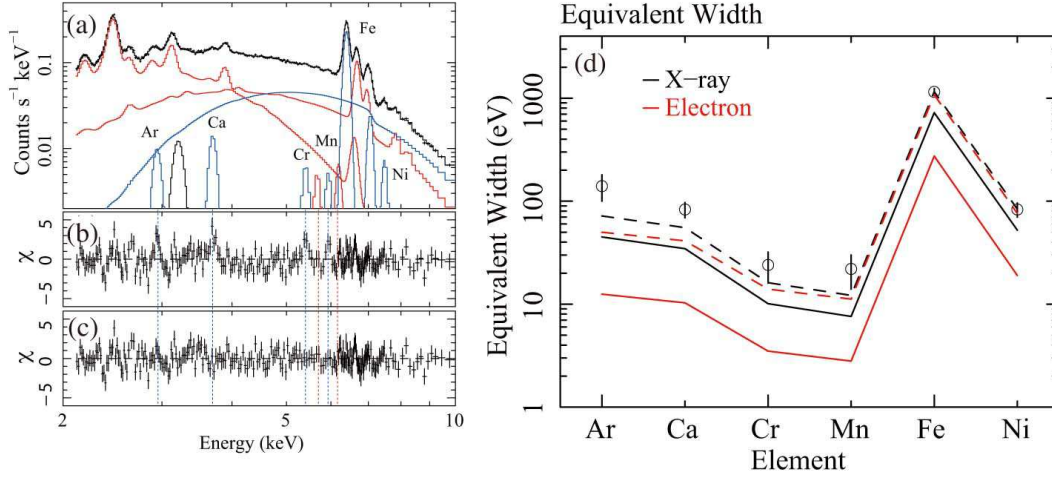 (a)
Fe
Ar
Ca
Cr
Mn
Ni
Counts s⁻¹ keV⁻¹
0.1
0.01
(b)
χ
5
0
−5
(c)
χ
5
0
−5
2
5
10
Energy (keV)
Equivalent Width
(d)
X−ray
Electron
Equivalent Width (eV)
1000
100
10
1
Ar Ca Cr Mn Fe Ni
Element